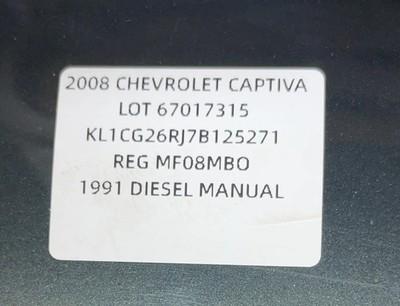 2008 CHEVROLET CAPTIVA
LOT 67017315
KL1CG26RJ7B125271
REG MF08MBO
1991 DIESEL MANUAL